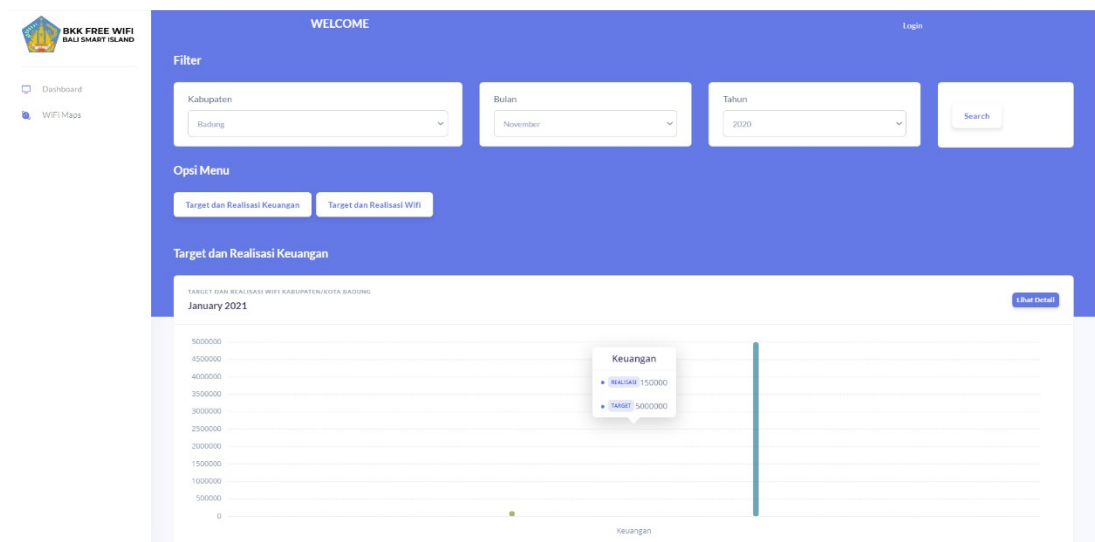 BKK FREE WIFI
BALI SMART ISLAND
Dashboard
WIFI Maps
WELCOME
Login
Filter
Kabupaten
Badung
Bulan
November
Tahun
2020
Search
Opsi Menu
Target dan Realisasi Keuangan
Target dan Realisasi Wifi
Target dan Realisasi Keuangan
TARGET DAN REALISASI WIFI KABUPATEN/KOTA BADUNG
January 2021
Lihat Detail
5000000
4500000
4000000
3500000
3000000
2500000
2000000
1500000
1000000
500000
0
Keuangan
REALISASI 150000
TARGET 5000000
Keuangan